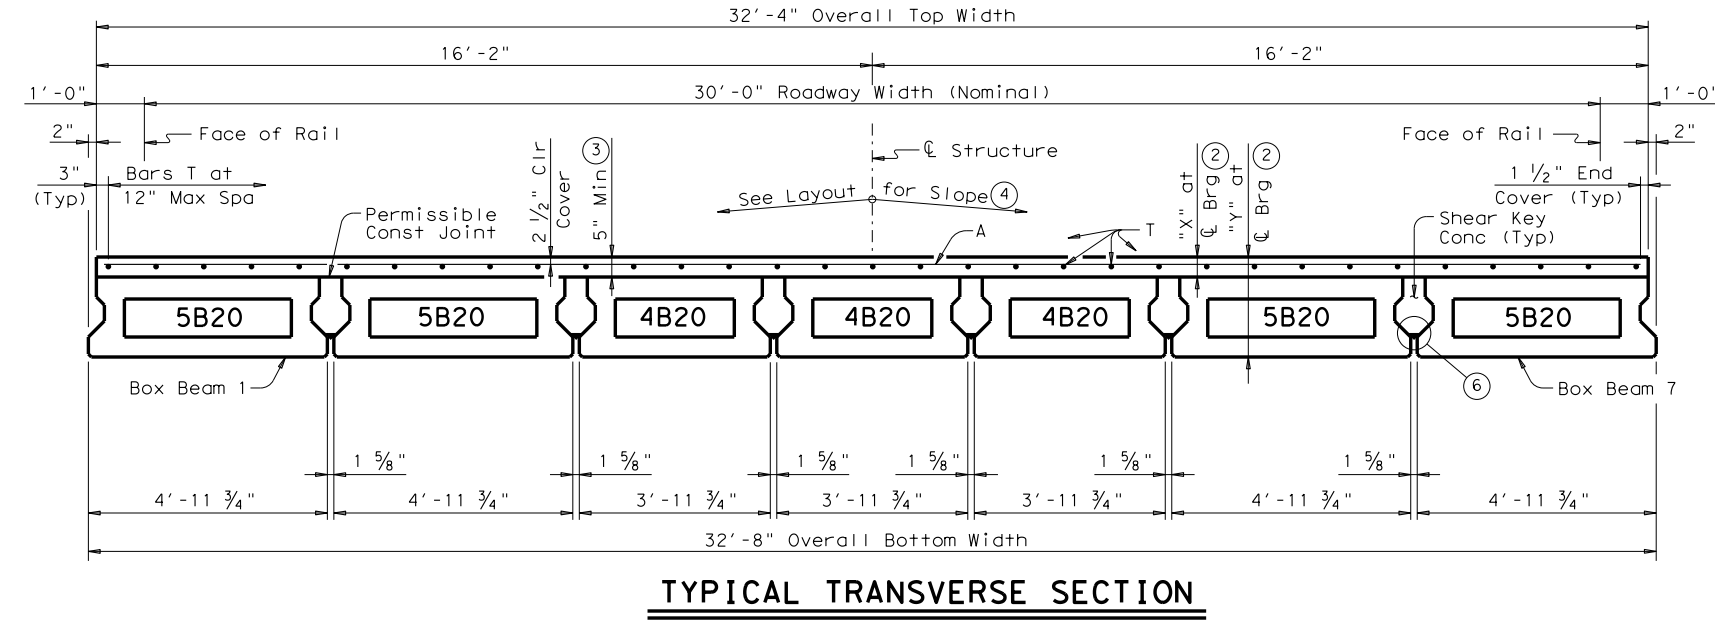 32'-4" Overall Top Width
16'-2"
16'-2"
1'-0"
30'-0" Roadway Width (Nominal)
1'-0"
2"
Face of Rail
Face of Rail
2"
3"
(Typ)
Bars T at
12" Max Spa
2 1/2" Clr
Cover
5" Min 3
℄ Structure
See Layout for Slope 4
"X" at
℄ Brg 2
"Y" at
℄ Brg 2
1 1/2" End
Cover (Typ)
Permissible
Const Joint
A
T
Shear Key
Conc (Typ)
5B20
5B20
4B20
4B20
4B20
5B20
5B20
Box Beam 1
6
Box Beam 7
1 5/8"
1 5/8"
1 5/8"
1 5/8"
1 5/8"
1 5/8"
4'-11 3/4"
4'-11 3/4"
3'-11 3/4"
3'-11 3/4"
3'-11 3/4"
4'-11 3/4"
4'-11 3/4"
32'-8" Overall Bottom Width
TYPICAL TRANSVERSE SECTION